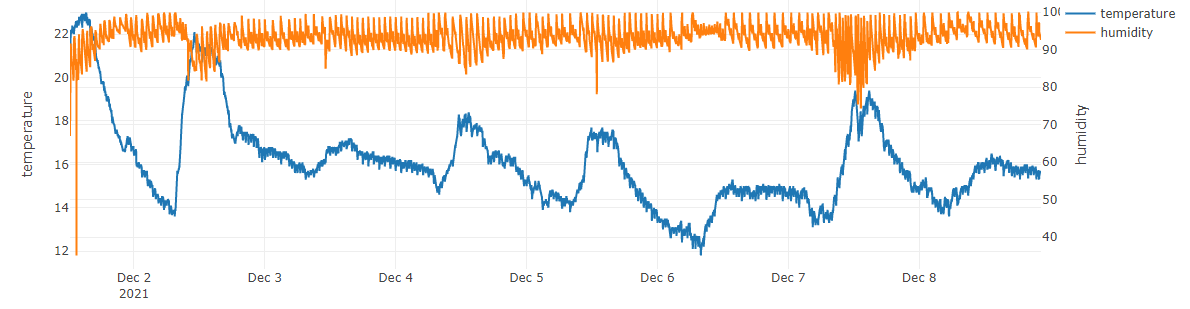 temperature
22
20
18
16
14
12
Dec 2
2021
Dec 3
Dec 4
Dec 5
Dec 6
Dec 7
Dec 8
90
80
70
60
50
40
humidity
temperature
humidity